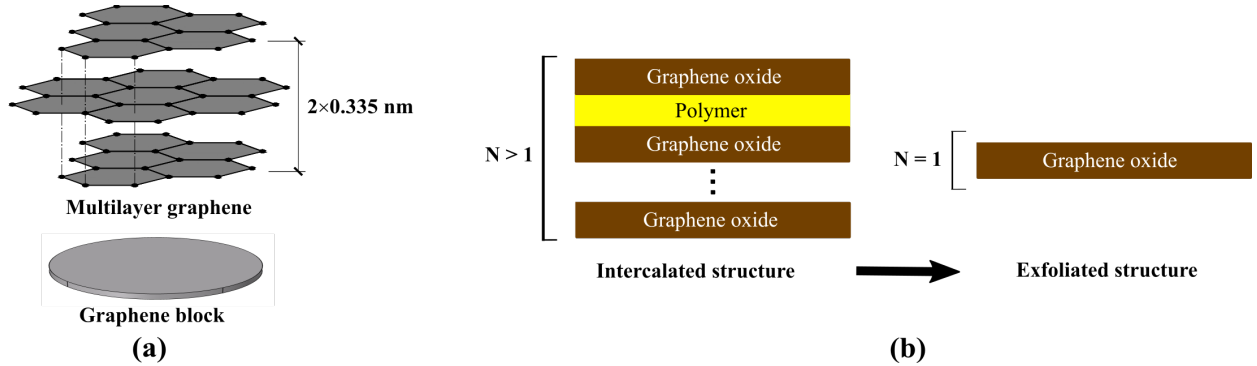 2×0.335 nm
Multilayer graphene
Graphene block
(a)
N > 1
Graphene oxide
Polymer
Graphene oxide
Graphene oxide
Intercalated structure
N = 1
Graphene oxide
Exfoliated structure
(b)